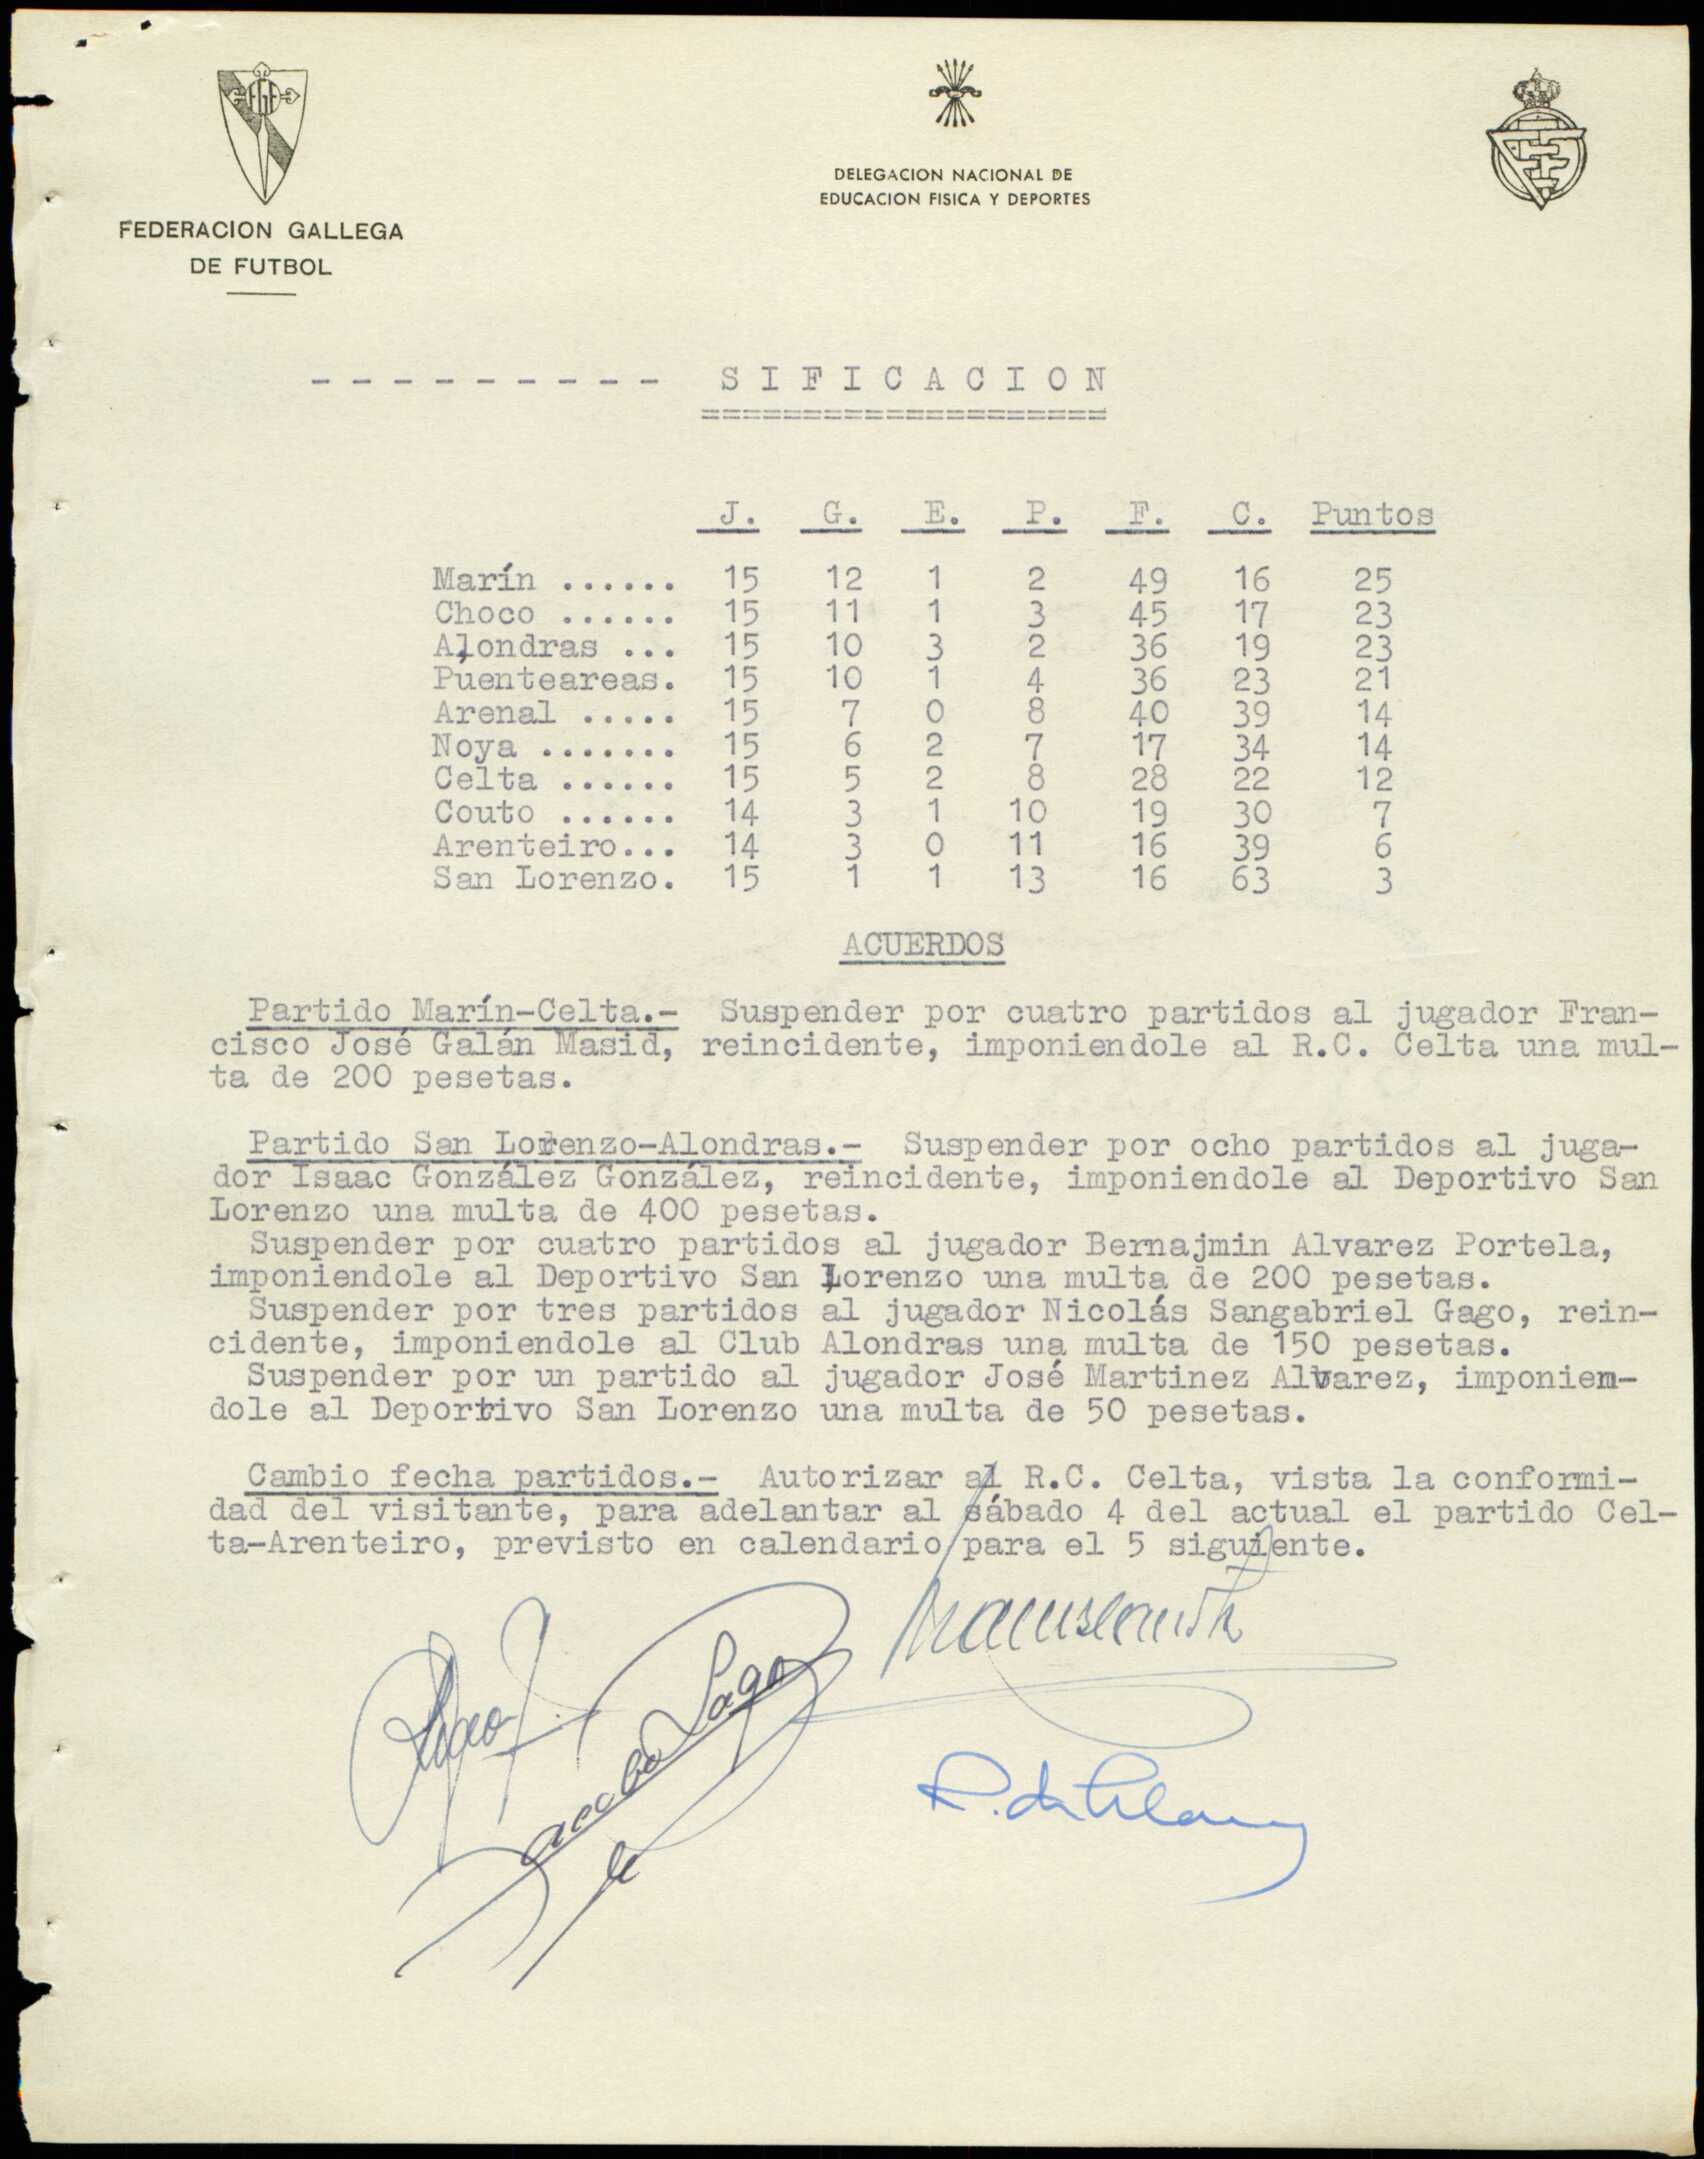 FGF
FEDERACION GALLEGA
DE FUTBOL
DELEGACION NACIONAL DE
EDUCACION FISICA Y DEPORTES
- - - - - - - - - S I F I C A C I O N
====================
J. G. E. P. F. C. Puntos
Marín ...... 15 12 1 2 49 16 25
Choco ...... 15 11 1 3 45 17 23
Alondras ... 15 10 3 2 36 19 23
Puenteareas. 15 10 1 4 36 23 21
Arenal ..... 15 7 0 8 40 39 14
Noya ....... 15 6 2 7 17 34 14
Celta ...... 15 5 2 8 28 22 12
Couto ...... 14 3 1 10 19 30 7
Arenteiro... 14 3 0 11 16 39 6
San Lorenzo. 15 1 1 13 16 63 3
ACUERDOS
Partido Marín-Celta.- Suspender por cuatro partidos al jugador Fran-
cisco José Galán Masid, reincidente, imponiendole al R.C. Celta una mul-
ta de 200 pesetas.
Partido San Lorenzo-Alondras.- Suspender por ocho partidos al juga-
dor Isaac González González, reincidente, imponiendole al Deportivo San
Lorenzo una multa de 400 pesetas.
Suspender por cuatro partidos al jugador Bernajmin Alvarez Portela,
imponiendole al Deportivo San Lorenzo una multa de 200 pesetas.
Suspender por tres partidos al jugador Nicolás Sangabriel Gago, rein-
cidente, imponiendole al Club Alondras una multa de 150 pesetas.
Suspender por un partido al jugador José Martinez Alvarez, imponien-
dole al Deportivo San Lorenzo una multa de 50 pesetas.
Cambio fecha partidos.- Autorizar al R.C. Celta, vista la conformi-
dad del visitante, para adelantar al sábado 4 del actual el partido Cel-
ta-Arenteiro, previsto en calendario para el 5 siguiente.
Jacobo Lago